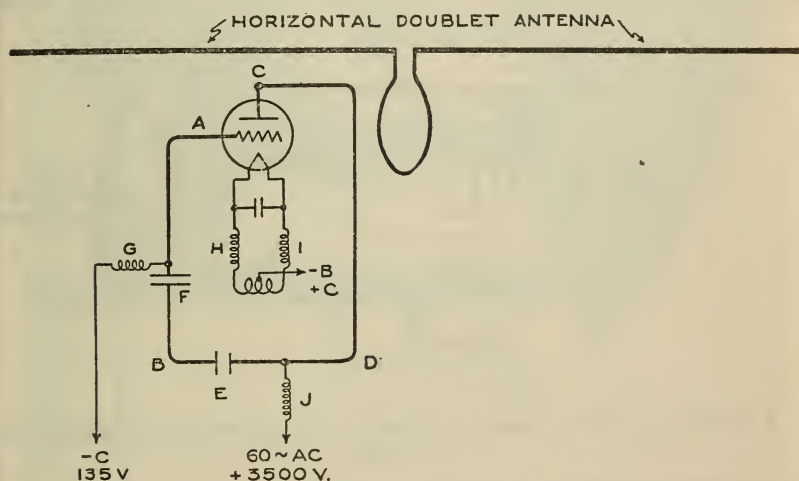 HORIZONTAL DOUBLET ANTENNA
C
A
G
H
I
-B
+C
F
B
D
E
J
-C
135 V
60~AC
+3500 V.